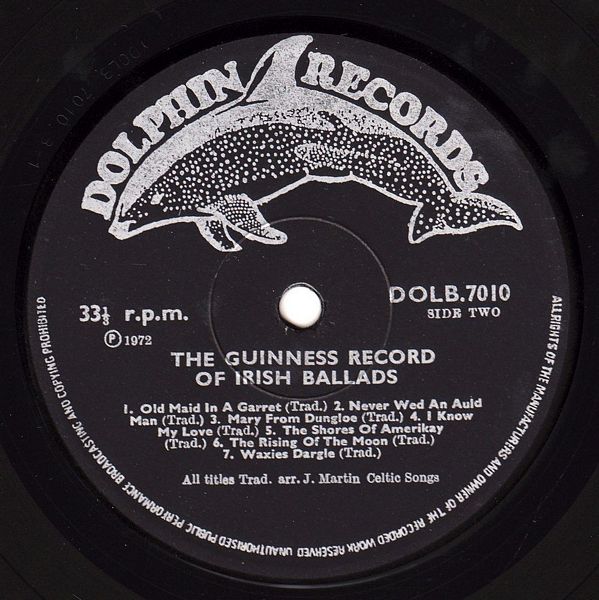 DOLPHIN RECORDS
DOLB.7010
SIDE TWO
33⅓ r.p.m.
Ⓟ 1972
THE GUINNESS RECORD
OF IRISH BALLADS
1. Old Maid In A Garret (Trad.) 2. Never Wed An Auld
Man (Trad.) 3. Mary From Dungloe (Trad.) 4. I Know
My Love (Trad.) 5. The Shores Of Amerikay
(Trad.) 6. The Rising Of The Moon (Trad.)
7. Waxies Dargle (Trad.)
All titles Trad. arr. J. Martin Celtic Songs
ALL RIGHTS OF THE MANUFACTURERS AND OWNER OF THE RECORDED WORK RESERVED UNAUTHORISED PUBLIC PERFORMANCE BROADCASTING AND COPYING PROHIBITED